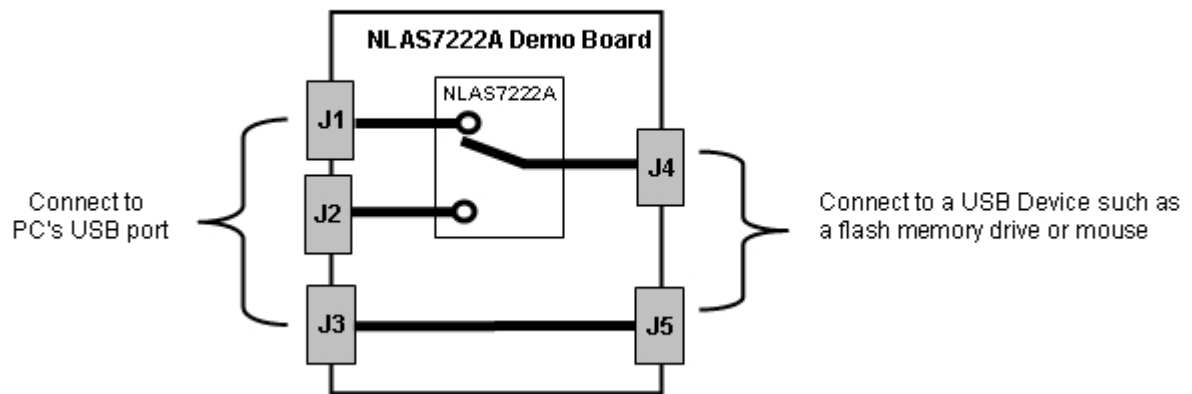 NLAS7222A Demo Board
NLAS7222A
J1
J4
J2
Connect to
PC's USB port
Connect to a USB Device such as
a flash memory drive or mouse
J3
J5